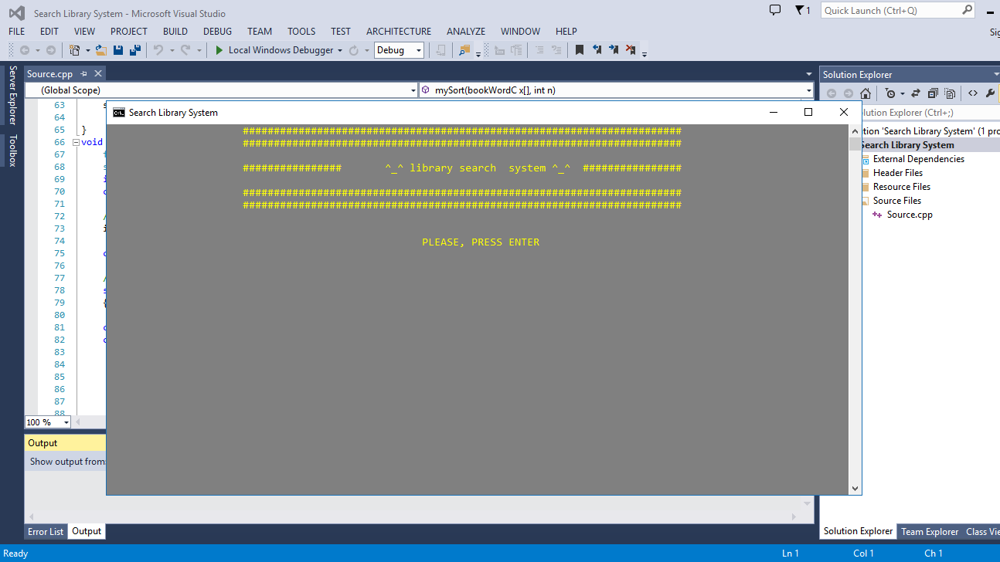 Search Library System - Microsoft Visual Studio
1
Quick Launch (Ctrl+Q)
FILE EDIT VIEW PROJECT BUILD DEBUG TEAM TOOLS TEST ARCHITECTURE ANALYZE WINDOW HELP
Local Windows Debugger
Debug
Server Explorer
Toolbox
Source.cpp
(Global Scope)
mySort(bookWordC x[], int n)
63
64
65 }
66 void
67
68
69
70
71
72
73
74
75
76
77
78
79
80
81
82
83
84
85
86
87
88
100 %
Search Library System
#######################################################################
#######################################################################
################ ^_^ library search  system ^_^ ################
#######################################################################
#######################################################################
PLEASE, PRESS ENTER
Solution Explorer
lution Explorer (Ctrl+;)
tion 'Search Library System' (1 pro
Search Library System
External Dependencies
Header Files
Resource Files
Source Files
Source.cpp
Output
Show output from:
Error List
Output
Solution Explorer
Team Explorer
Class Vie
Ready
Ln 1
Col 1
Ch 1